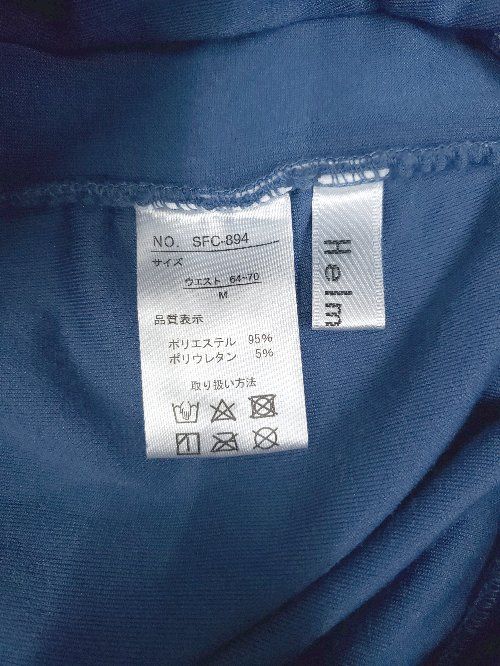 NO. SFC-894
サイズ
ウエスト 64~70
M
品質表示
ポリエステル 95%
ポリウレタン 5%
取り扱い方法
Helm